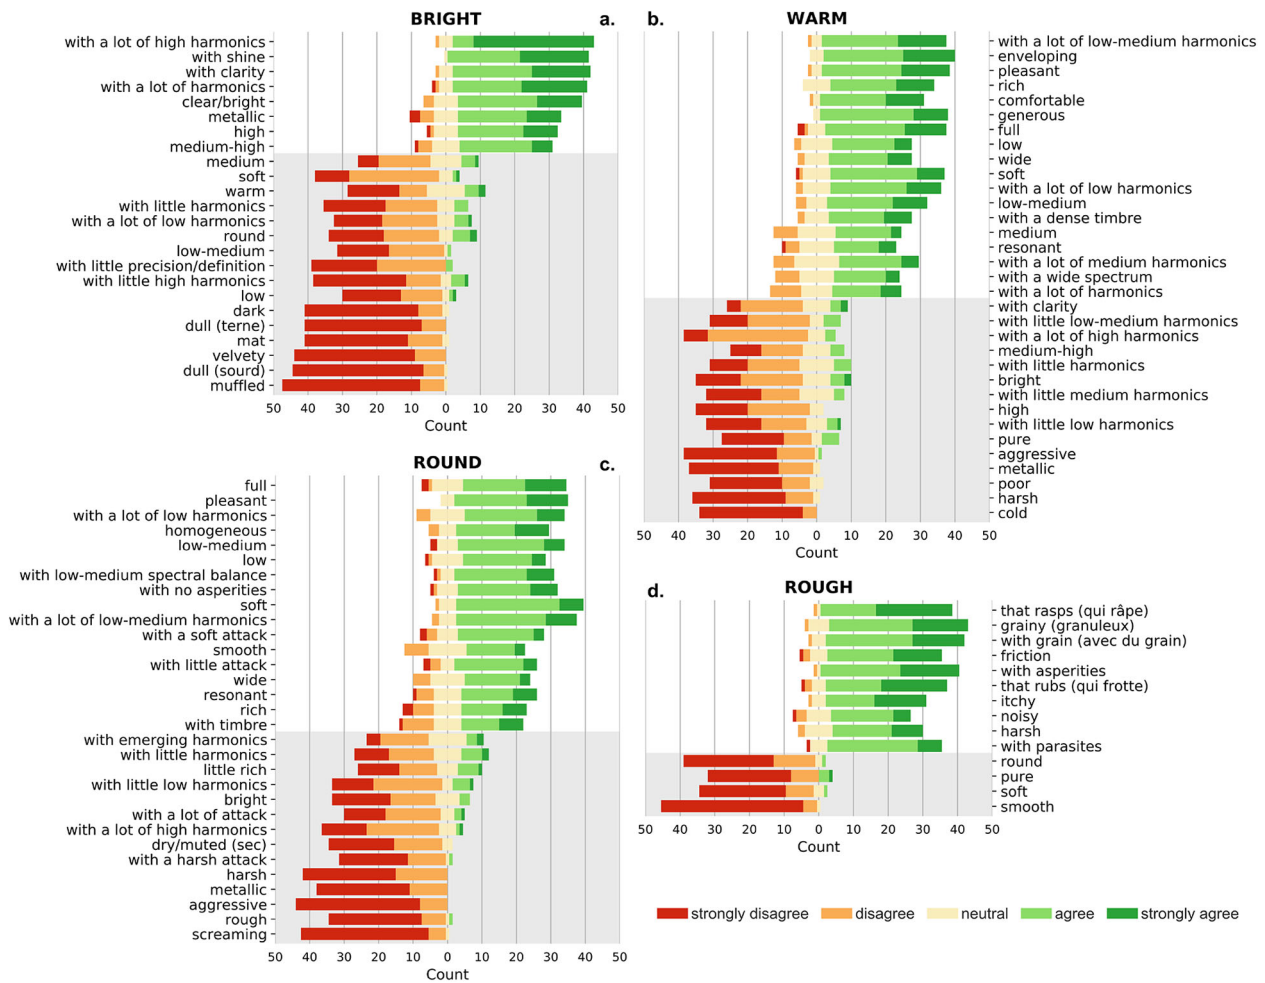 BRIGHT
a.
with a lot of high harmonics
with shine
with clarity
with a lot of harmonics
clear/bright
metallic
high
medium-high
medium
soft
warm
with little harmonics
with a lot of low harmonics
round
low-medium
with little precision/definition
with little high harmonics
low
dark
dull (terne)
mat
velvety
dull (sourd)
muffled
50 40 30 20 10 0 10 20 30 40 50
Count
b.
WARM
with a lot of low-medium harmonics
enveloping
pleasant
rich
comfortable
generous
full
low
wide
soft
with a lot of low harmonics
low-medium
with a dense timbre
medium
resonant
with a lot of medium harmonics
with a wide spectrum
with a lot of harmonics
with clarity
with little low-medium harmonics
with a lot of high harmonics
medium-high
with little harmonics
bright
with little medium harmonics
high
with little low harmonics
pure
aggressive
metallic
poor
harsh
cold
50 40 30 20 10 0 10 20 30 40 50
Count
ROUND
c.
full
pleasant
with a lot of low harmonics
homogeneous
low-medium
low
with low-medium spectral balance
with no asperities
soft
with a lot of low-medium harmonics
with a soft attack
smooth
with little attack
wide
resonant
rich
with timbre
with emerging harmonics
with little harmonics
little rich
with little low harmonics
bright
with a lot of attack
with a lot of high harmonics
dry/muted (sec)
with a harsh attack
harsh
metallic
aggressive
rough
screaming
50 40 30 20 10 0 10 20 30 40 50
Count
d.
ROUGH
that rasps (qui râpe)
grainy (granuleux)
with grain (avec du grain)
friction
with asperities
that rubs (qui frotte)
itchy
noisy
harsh
with parasites
round
pure
soft
smooth
50 40 30 20 10 0 10 20 30 40 50
Count
strongly disagree disagree neutral agree strongly agree